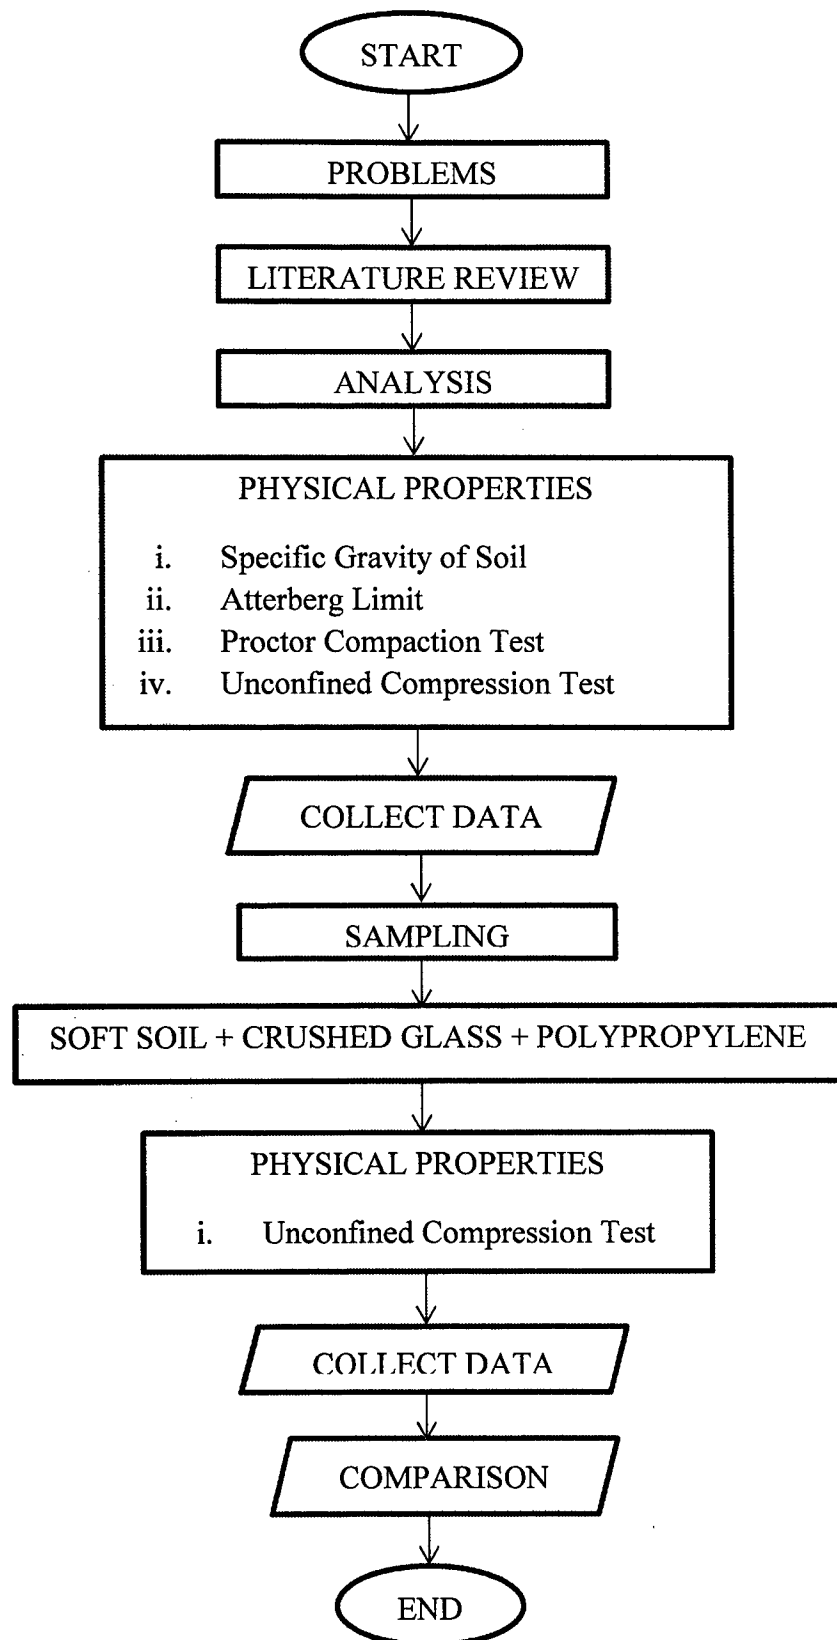 START
PROBLEMS
LITERATURE REVIEW
ANALYSIS
PHYSICAL PROPERTIES
i. Specific Gravity of Soil
ii. Atterberg Limit
iii. Proctor Compaction Test
iv. Unconfined Compression Test
COLLECT DATA
SAMPLING
SOFT SOIL + CRUSHED GLASS + POLYPROPYLENE
PHYSICAL PROPERTIES
i. Unconfined Compression Test
COLLECT DATA
COMPARISON
END